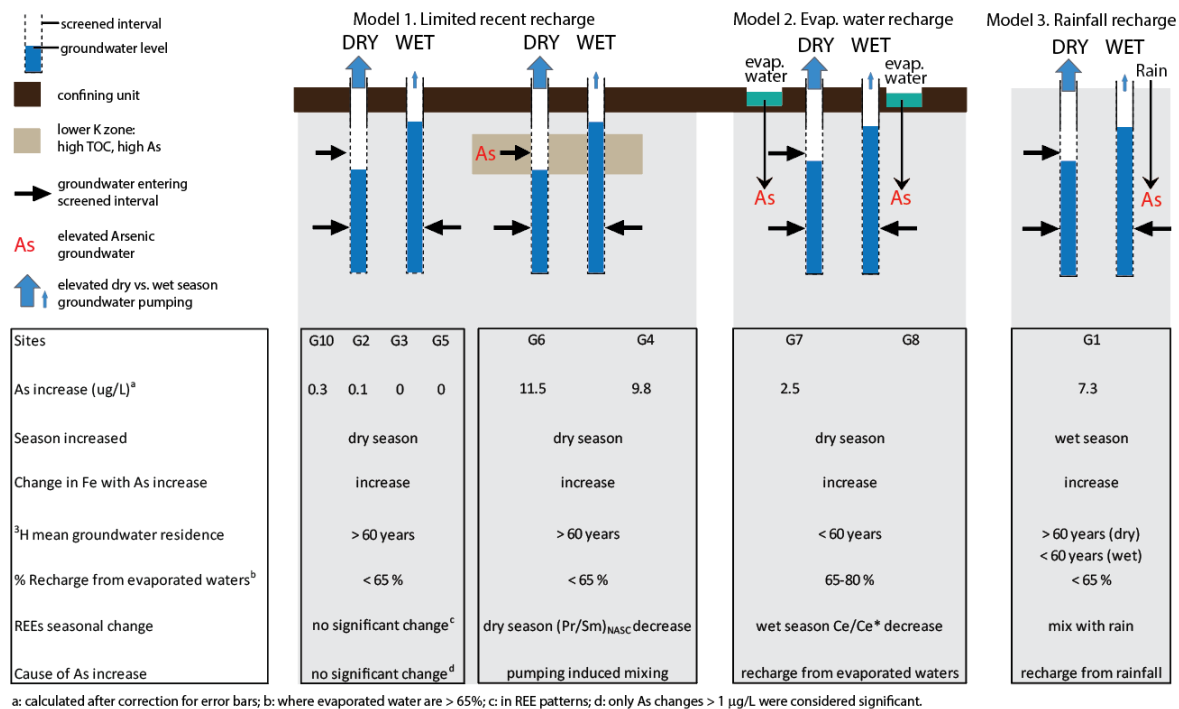 screened interval
groundwater level
confining unit
lower K zone:
high TOC, high As
groundwater entering
screened interval
As
elevated Arsenic
groundwater
elevated dry vs. wet season
groundwater pumping
Model 1. Limited recent recharge
DRY WET
DRY WET
As
Model 2. Evap. water recharge
DRY WET
evap.
water
evap.
water
As
As
Model 3. Rainfall recharge
DRY WET
Rain
As
Sites G10 G2 G3 G5 G6 G4 G7 G8 G1
As increase (ug/L)a 0.3 0.1 0 0 11.5 9.8 2.5 7.3
Season increased dry season dry season dry season wet season
Change in Fe with As increase increase increase increase increase
3H mean groundwater residence > 60 years > 60 years < 60 years > 60 years (dry)
< 60 years (wet)
% Recharge from evaporated watersb < 65 % < 65 % 65-80 % < 65 %
REEs seasonal change no significant changec dry season (Pr/Sm)NASC decrease wet season Ce/Ce* decrease mix with rain
Cause of As increase no significant changed pumping induced mixing recharge from evaporated waters recharge from rainfall
a: calculated after correction for error bars; b: where evaporated water are > 65%; c: in REE patterns; d: only As changes > 1 µg/L were considered significant.